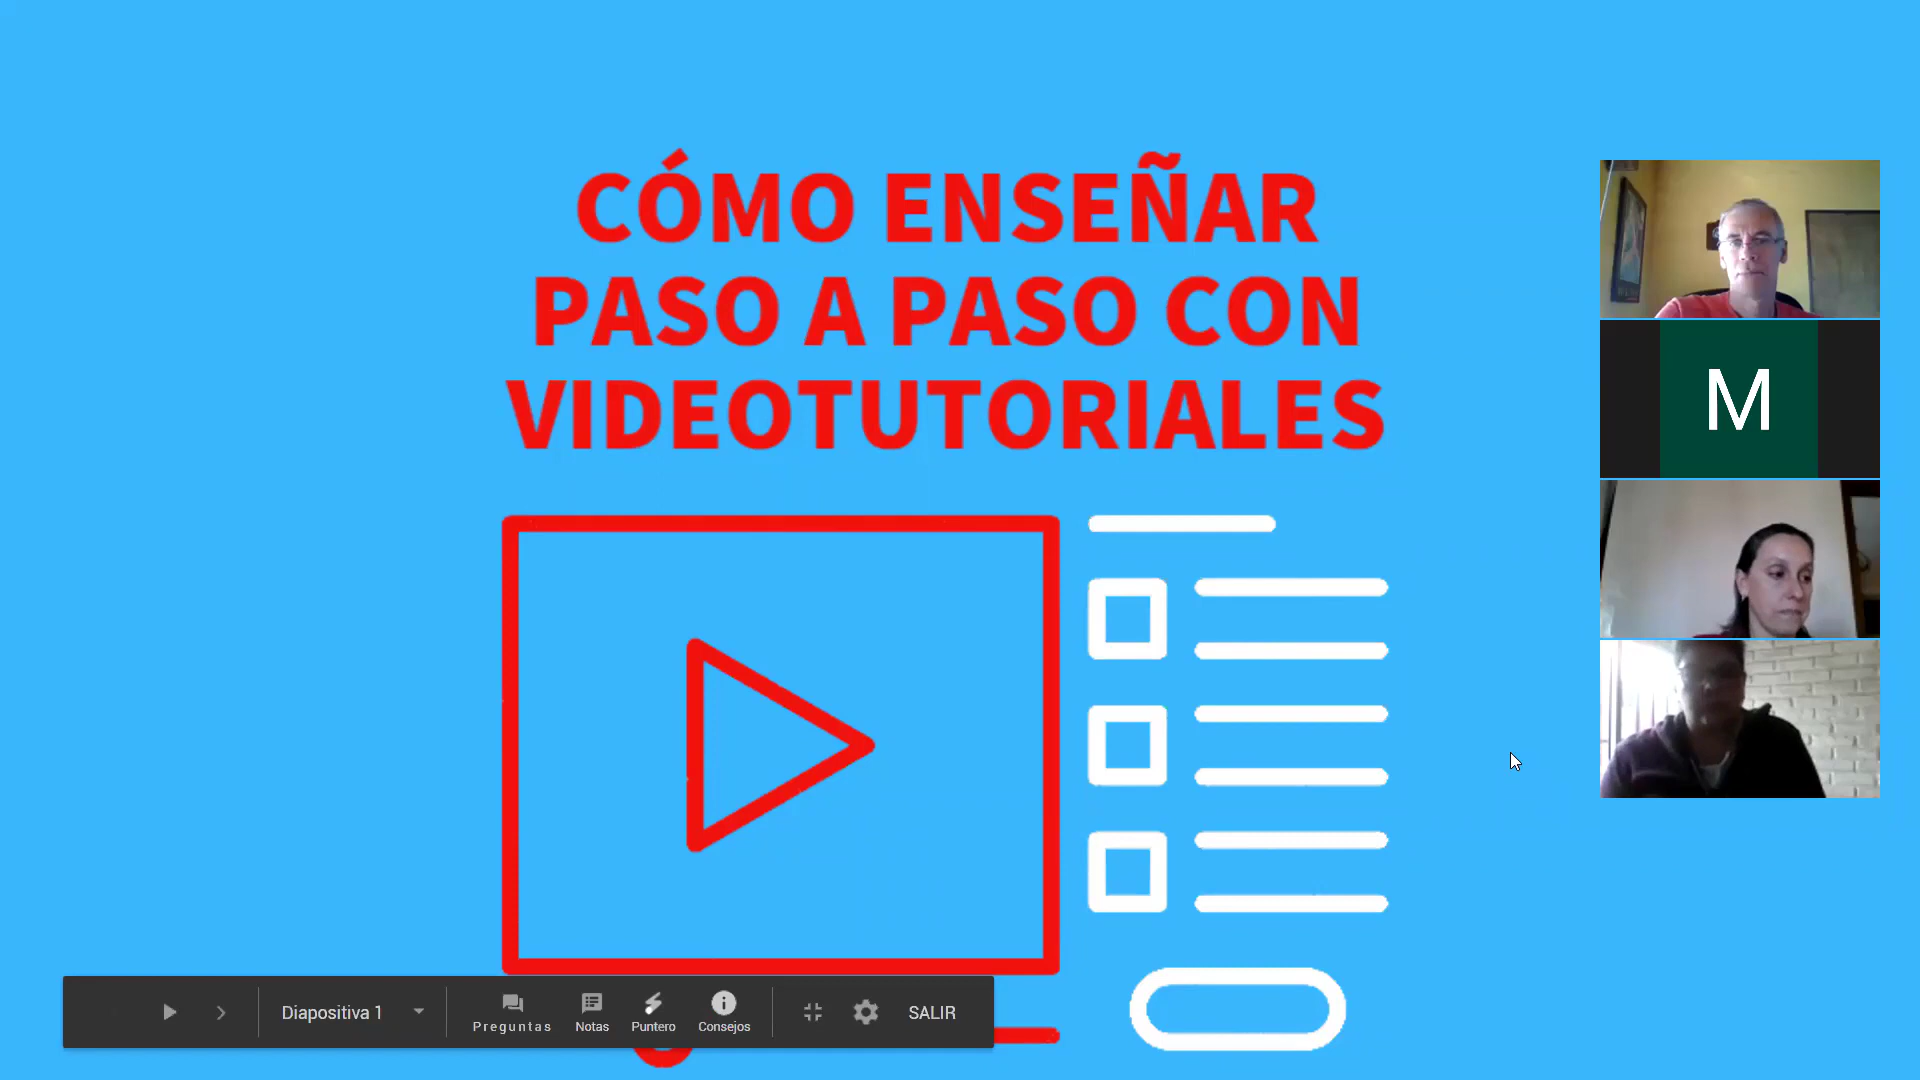 CÓMO ENSEÑAR
PASO A PASO CON
VIDEOTUTORIALES
M
Diapositiva 1
Preguntas
Notas
Puntero
Consejos
SALIR